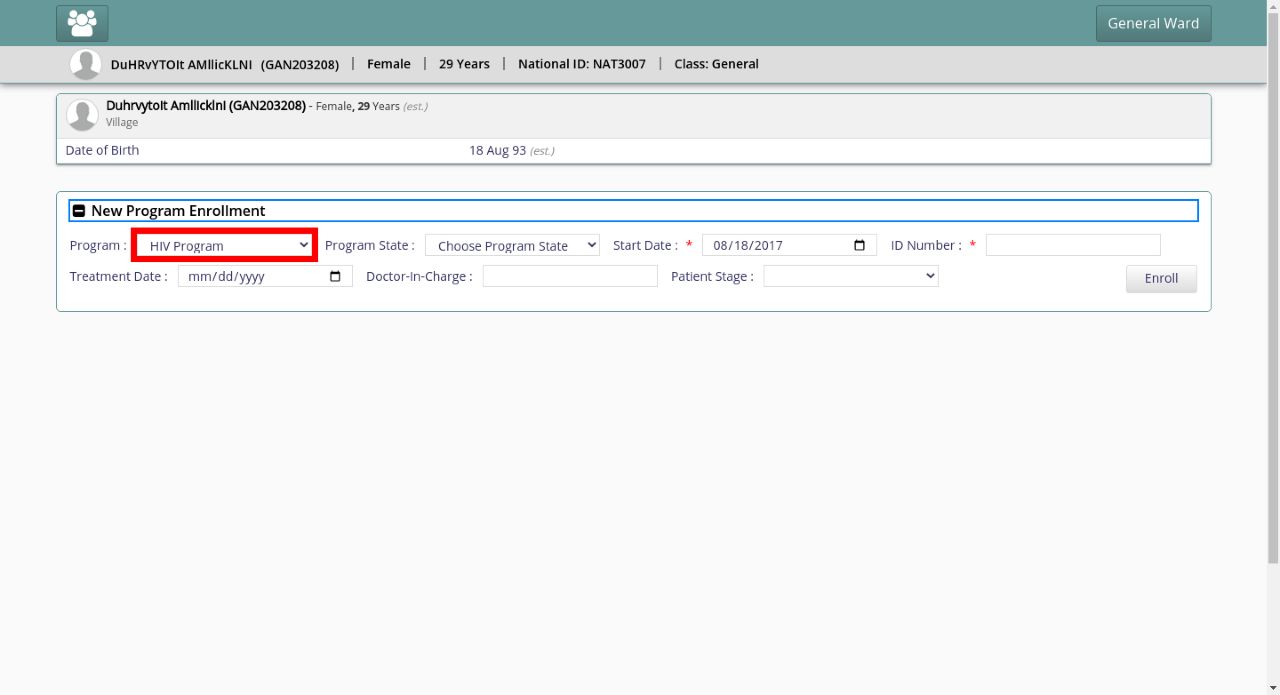 General Ward
DuHRvYTOIt AMllicKLNI (GAN203208) | Female | 29 Years | National ID: NAT3007 | Class: General
Duhrvytoit Amllicklni (GAN203208) - Female, 29 Years (est.)
Village
Date of Birth 18 Aug 93 (est.)
New Program Enrollment
Program : HIV Program Program State : Choose Program State Start Date : * 08/18/2017 ID Number : *
Treatment Date : mm/dd/yyyy Doctor-In-Charge : Patient Stage : Enroll